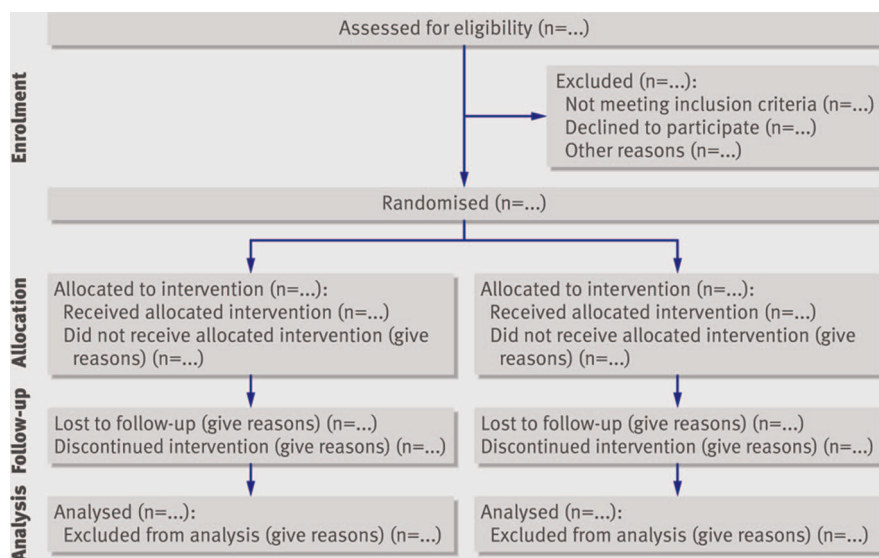 Enrolment
Assessed for eligibility (n=...)
Excluded (n=...):
Not meeting inclusion criteria (n=...)
Declined to participate (n=...)
Other reasons (n=...)
Randomised (n=...)
Allocation
Allocated to intervention (n=...):
Received allocated intervention (n=...)
Did not receive allocated intervention (give
reasons) (n=...)
Allocated to intervention (n=...):
Received allocated intervention (n=...)
Did not receive allocated intervention (give
reasons) (n=...)
Follow-up
Lost to follow-up (give reasons) (n=...)
Discontinued intervention (give reasons) (n=...)
Lost to follow-up (give reasons) (n=...)
Discontinued intervention (give reasons) (n=...)
Analysis
Analysed (n=...):
Excluded from analysis (give reasons) (n=...)
Analysed (n=...):
Excluded from analysis (give reasons) (n=...)